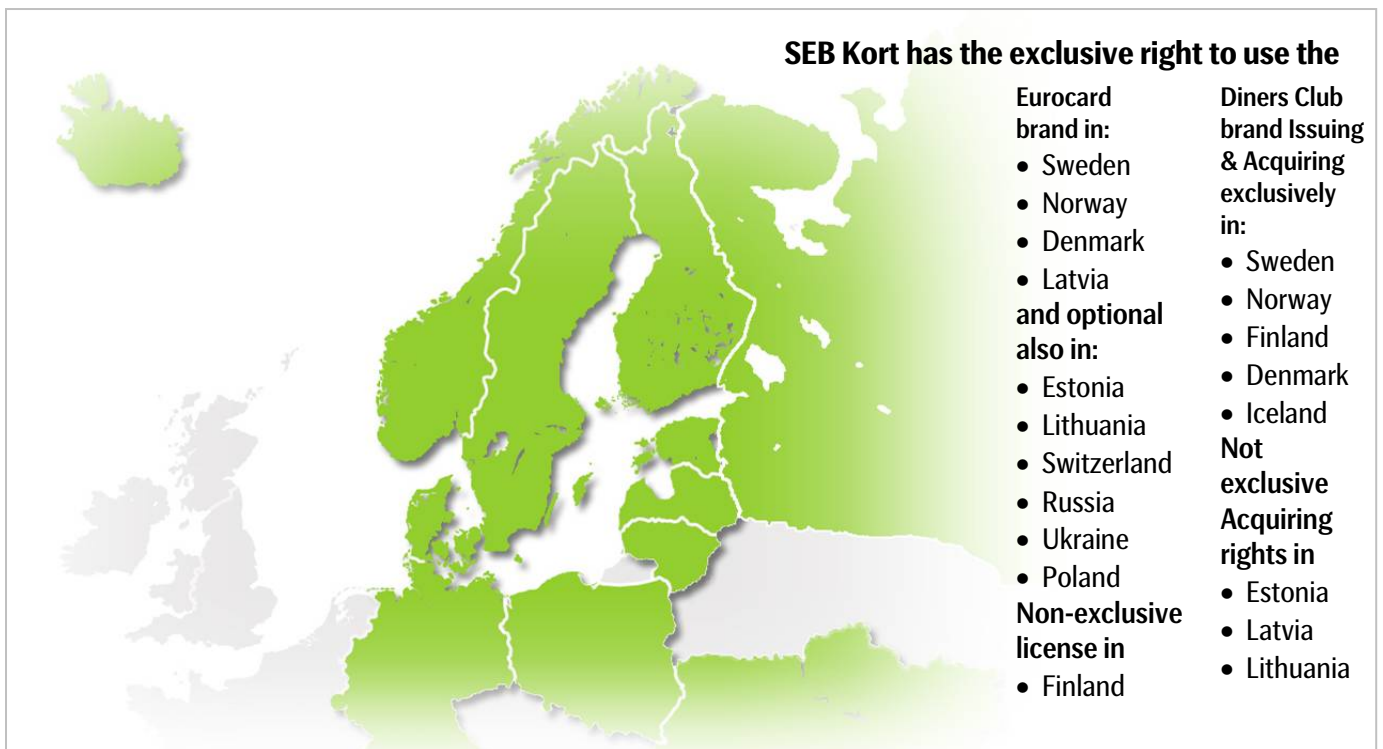 SEB Kort has the exclusive right to use the
Eurocard
brand in:
• Sweden
• Norway
• Denmark
• Latvia
and optional
also in:
• Estonia
• Lithuania
• Switzerland
• Russia
• Ukraine
• Poland
Non-exclusive
license in
• Finland
Diners Club
brand Issuing
& Acquiring
exclusively
in:
• Sweden
• Norway
• Finland
• Denmark
• Iceland
Not
exclusive
Acquiring
rights in
• Estonia
• Latvia
• Lithuania